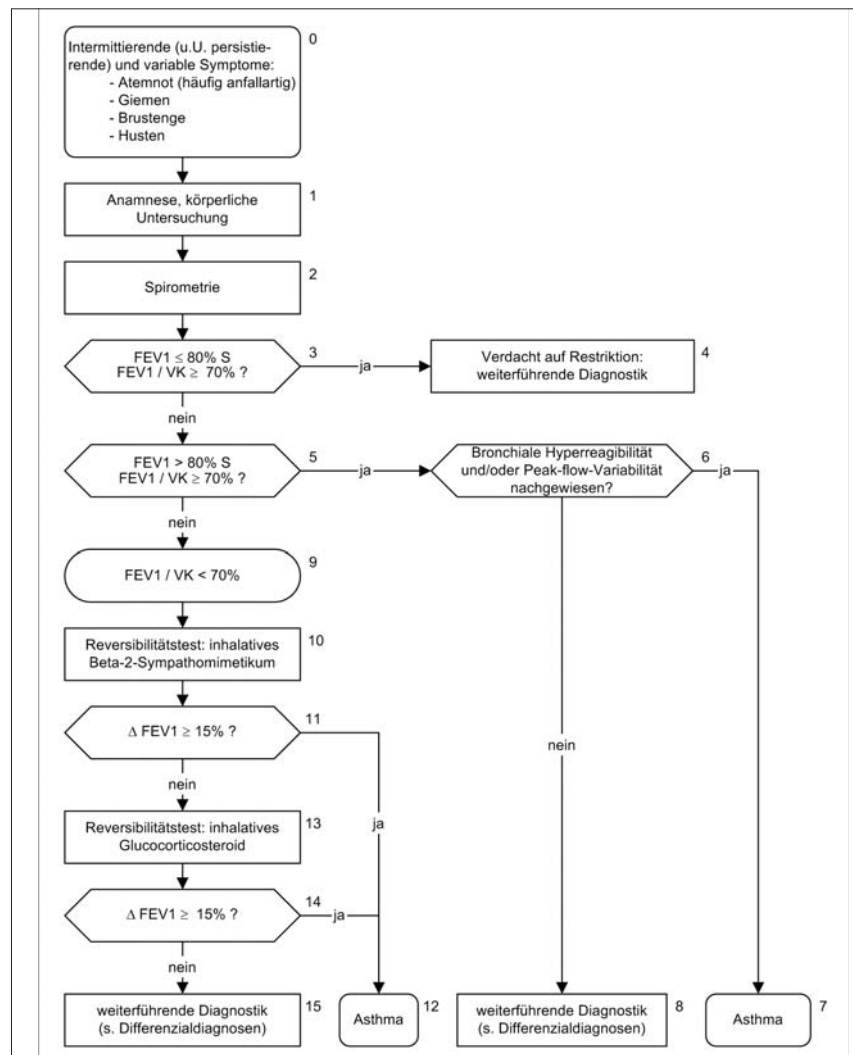 0
Intermittierende (u.U. persistie-
rende) und variable Symptome:
- Atemnot (häufig anfallartig)
- Giemen
- Brustenge
- Husten
1
Anamnese, körperliche
Untersuchung
2
Spirometrie
3
FEV1 ≤ 80% S
FEV1 / VK ≥ 70% ?
ja
4
Verdacht auf Restriktion:
weiterführende Diagnostik
nein
5
FEV1 > 80% S
FEV1 / VK ≥ 70% ?
ja
6
Bronchiale Hyperreagibilität
und/oder Peak-flow-Variabilität
nachgewiesen?
ja
nein
9
FEV1 / VK < 70%
10
Reversibilitätstest: inhalatives
Beta-2-Sympathomimetikum
11
Δ FEV1 ≥ 15% ?
nein
nein
13
Reversibilitätstest: inhalatives
Glucocorticosteroid
ja
14
Δ FEV1 ≥ 15% ?
ja
nein
15
weiterführende Diagnostik
(s. Differenzialdiagnosen)
12
Asthma
8
weiterführende Diagnostik
(s. Differenzialdiagnosen)
7
Asthma